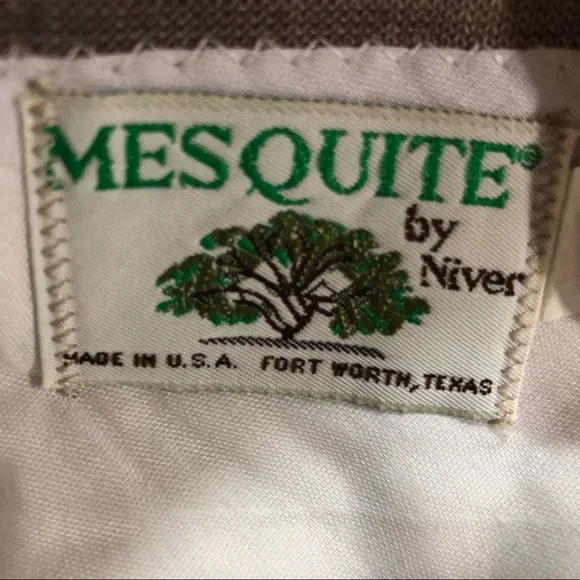 MESQUITE®
by
Niver
MADE IN U.S.A. FORT WORTH, TEXAS